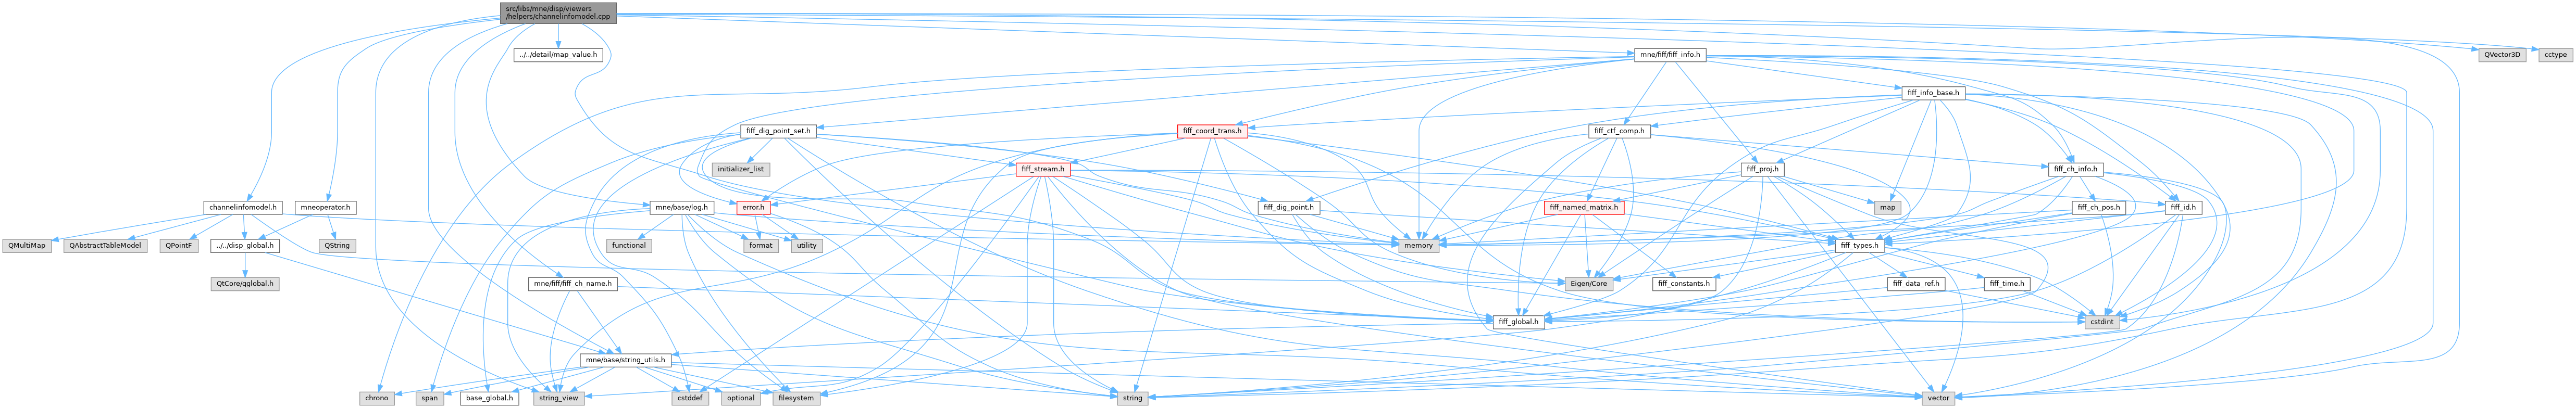 src/libs/mne/disp/viewers
/helpers/channelinfomodel.cpp
../../detail/map_value.h
mne/fiff/fiff_info.h
QVector3D
cctype
fiff_info_base.h
fiff_dig_point_set.h
fiff_coord_trans.h
fiff_ctf_comp.h
initializer_list
fiff_stream.h
fiff_proj.h
fiff_ch_info.h
channelinfomodel.h
mneoperator.h
mne/base/log.h
error.h
fiff_dig_point.h
fiff_named_matrix.h
map
fiff_ch_pos.h
fiff_id.h
QMultiMap
QAbstractTableModel
QPointF
../../disp_global.h
QString
functional
format
utility
memory
fiff_types.h
QtCore/qglobal.h
mne/fiff/fiff_ch_name.h
Eigen/Core
fiff_constants.h
fiff_data_ref.h
fiff_time.h
fiff_global.h
cstdint
mne/base/string_utils.h
chrono
span
base_global.h
string_view
cstddef
optional
filesystem
string
vector